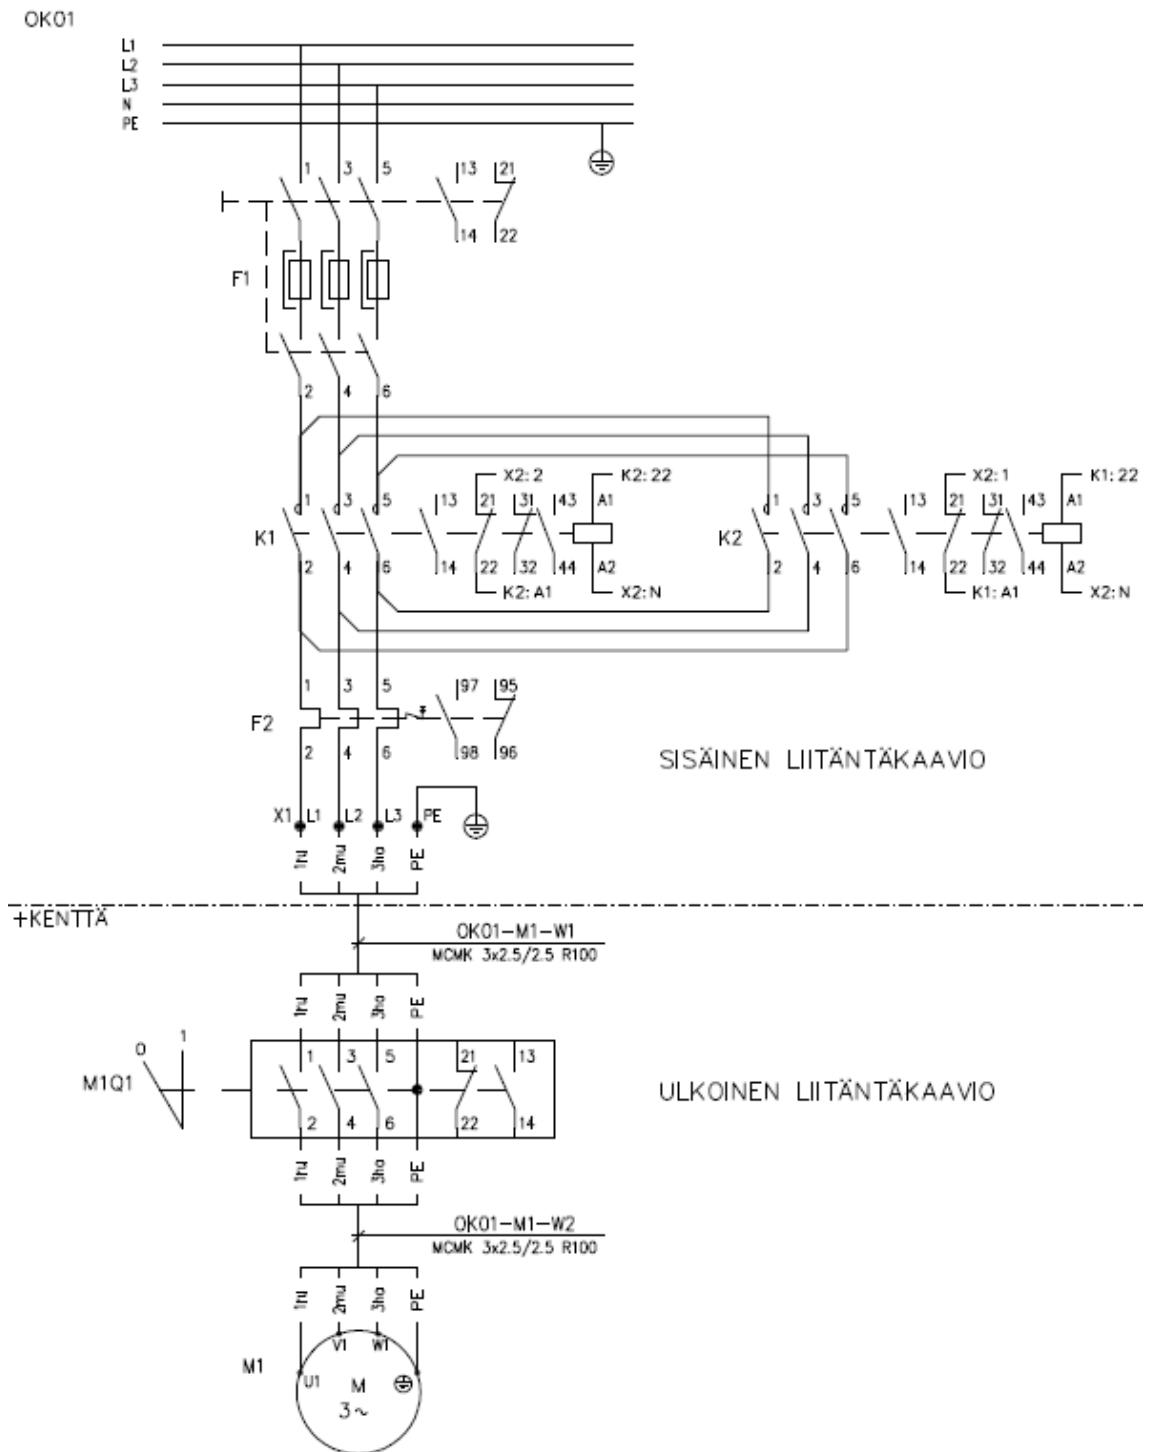 OK01
L1
L2
L3
N
PE
1 3 5 13 21
14 22
F1
2 4 6
X2:2 K2:22 X2:1 K1:22
1 3 5 13 21 31 43 A1 1 3 5 13 21 31 43 A1
K1 K2
2 4 6 14 22 32 44 A2 2 4 6 14 22 32 44 A2
K2:A1 X2:N K1:A1 X2:N
1 3 5 97 95
F2
2 4 6 98 96
SISÄINEN LIITÄNTÄKAAVIO
X1 L1 L2 L3 PE
1ru 2mu 3ha PE
+KENTTÄ
OK01-M1-W1
MCMK 3x2.5/2.5 R100
1ru 2mu 3ha PE
0 1
1 3 5 21 13
M1Q1
ULKOINEN LIITÄNTÄKAAVIO
2 4 6 22 14
1ru 2mu 3ha PE
OK01-M1-W2
MCMK 3x2.5/2.5 R100
1ru 2mu 3ha PE
V1 W1
M1
U1 M
3~